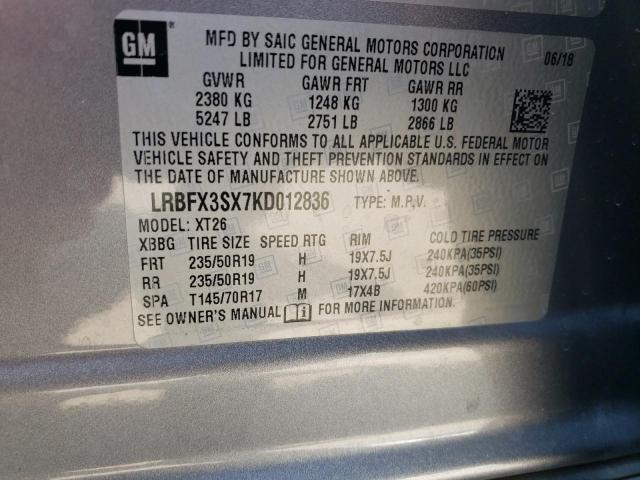 GM
MFD BY SAIC GENERAL MOTORS CORPORATION
LIMITED FOR GENERAL MOTORS LLC
06/18
GVWR GAWR FRT GAWR RR
2380 KG 1248 KG 1300 KG
5247 LB 2751 LB 2866 LB
THIS VEHICLE CONFORMS TO ALL APPLICABLE U.S. FEDERAL MOTOR
VEHICLE SAFETY AND THEFT PREVENTION STANDARDS IN EFFECT ON
THE DATE OF MANUFACTURE SHOWN ABOVE.
LRBFX3SX7KD012836 TYPE: M.P.V.
MODEL: XT26
XBBG TIRE SIZE SPEED RTG RIM COLD TIRE PRESSURE
FRT 235/50R19 H 19X7.5J 240KPA(35PSI)
RR 235/50R19 H 19X7.5J 240KPA(35PSI)
SPA T145/70R17 M 17X4B 420KPA(60PSI)
SEE OWNER'S MANUAL FOR MORE INFORMATION.